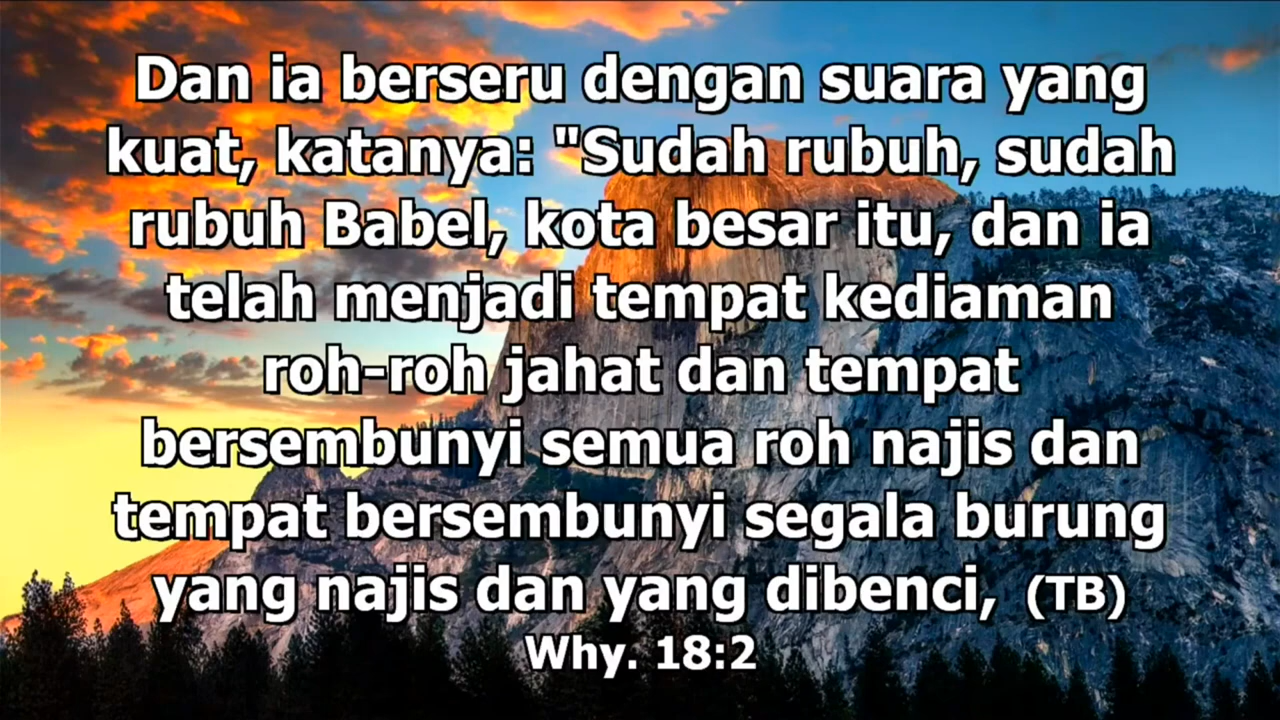 Dan ia berseru dengan suara yang
kuat, katanya: "Sudah rubuh, sudah
rubuh Babel, kota besar itu, dan ia
telah menjadi tempat kediaman
roh-roh jahat dan tempat
bersembunyi semua roh najis dan
tempat bersembunyi segala burung
yang najis dan yang dibenci, (TB)
Why. 18:2